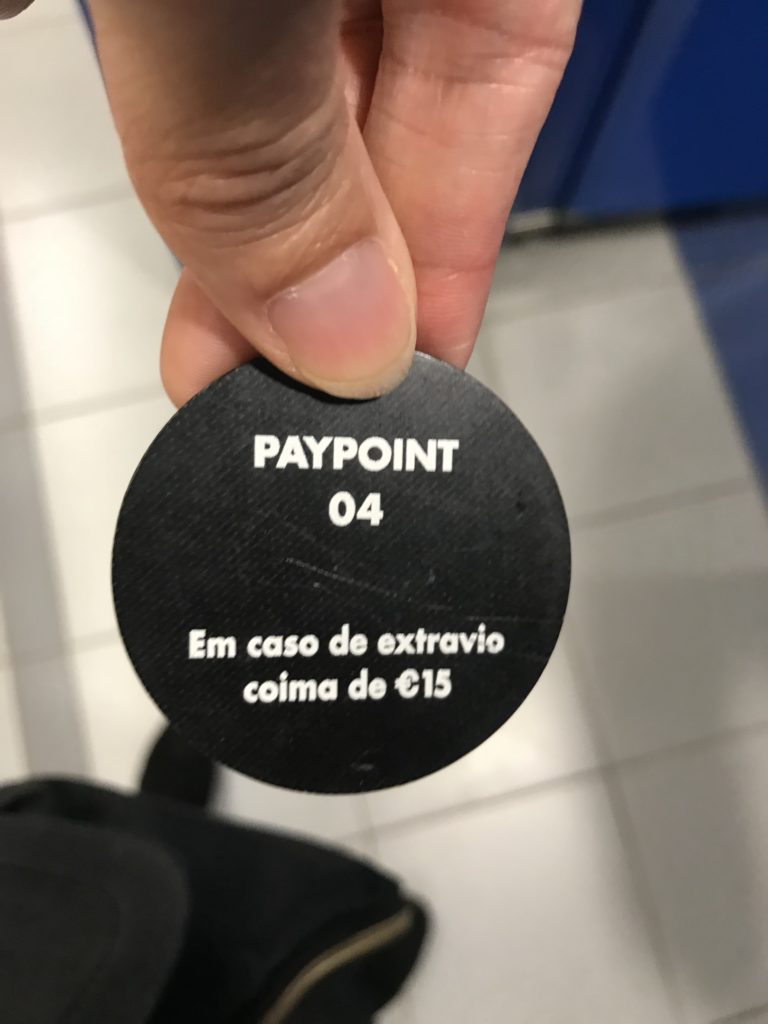 PAYPOINT
04
Em caso de extravio
coima de €15